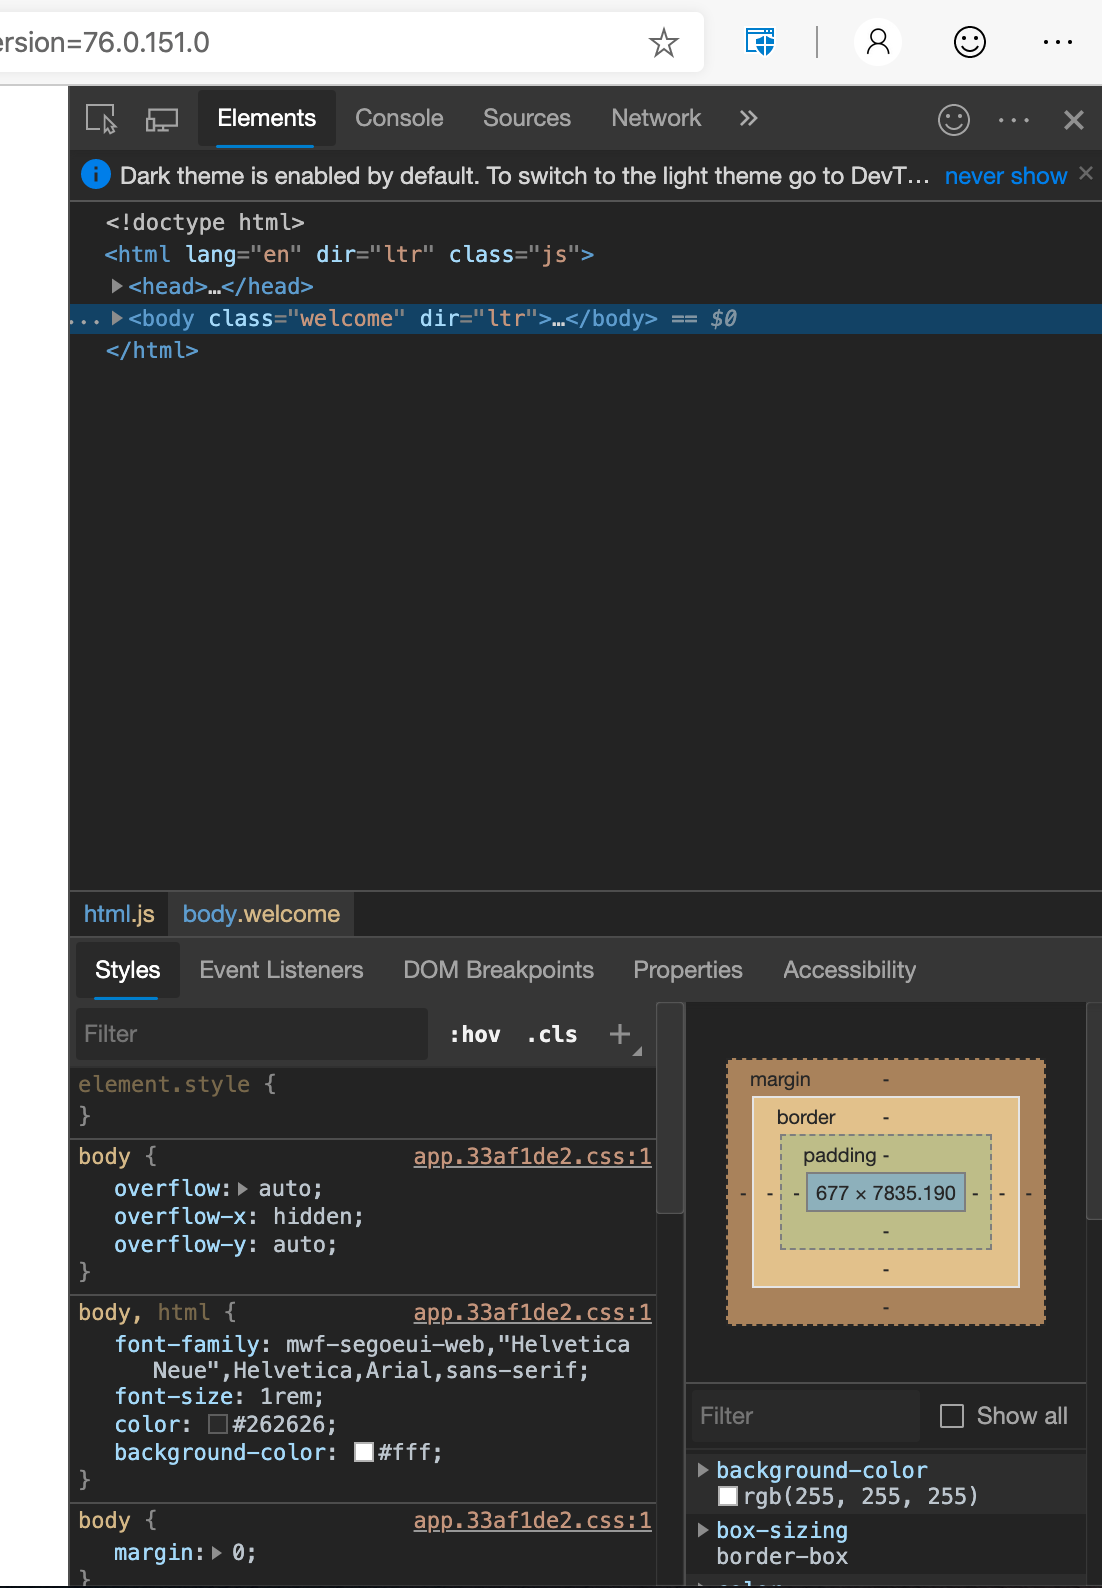 ersion=76.0.151.0
Elements Console Sources Network »
Dark theme is enabled by default. To switch to the light theme go to DevT... never show ×
<!doctype html>
<html lang="en" dir="ltr" class="js">
<head>…</head>
... <body class="welcome" dir="ltr">…</body> == $0
</html>
html.js body.welcome
Styles Event Listeners DOM Breakpoints Properties Accessibility
Filter :hov .cls +
element.style {
}
body { app.33af1de2.css:1
overflow: auto;
overflow-x: hidden;
overflow-y: auto;
}
body, html { app.33af1de2.css:1
font-family: mwf-segoeui-web,"Helvetica
Neue",Helvetica,Arial,sans-serif;
font-size: 1rem;
color: #262626;
background-color: #fff;
}
body { app.33af1de2.css:1
margin: 0;
}
margin -
border -
padding -
- - - 677 × 7835.190 - - -
-
-
-
Filter Show all
background-color
rgb(255, 255, 255)
box-sizing
border-box